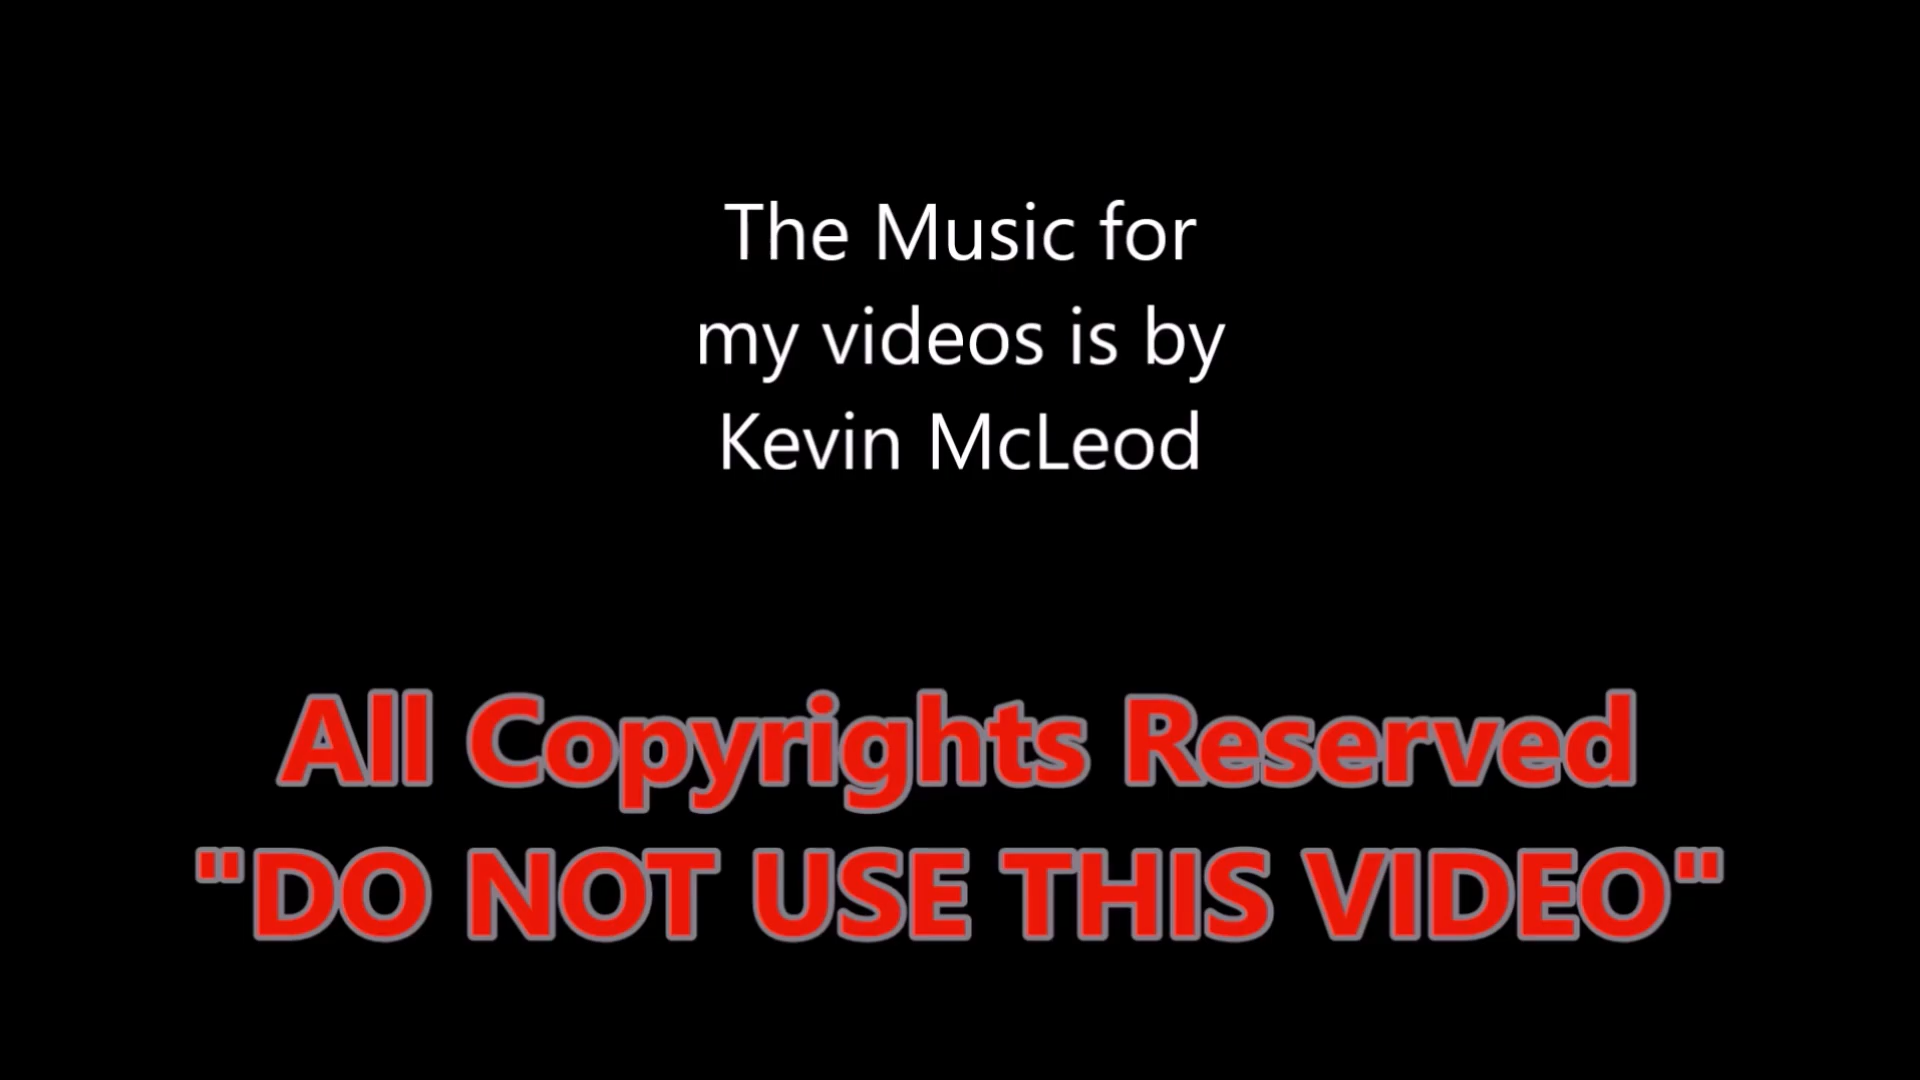 The Music for
my videos is by
Kevin McLeod
All Copyrights Reserved
"DO NOT USE THIS VIDEO"